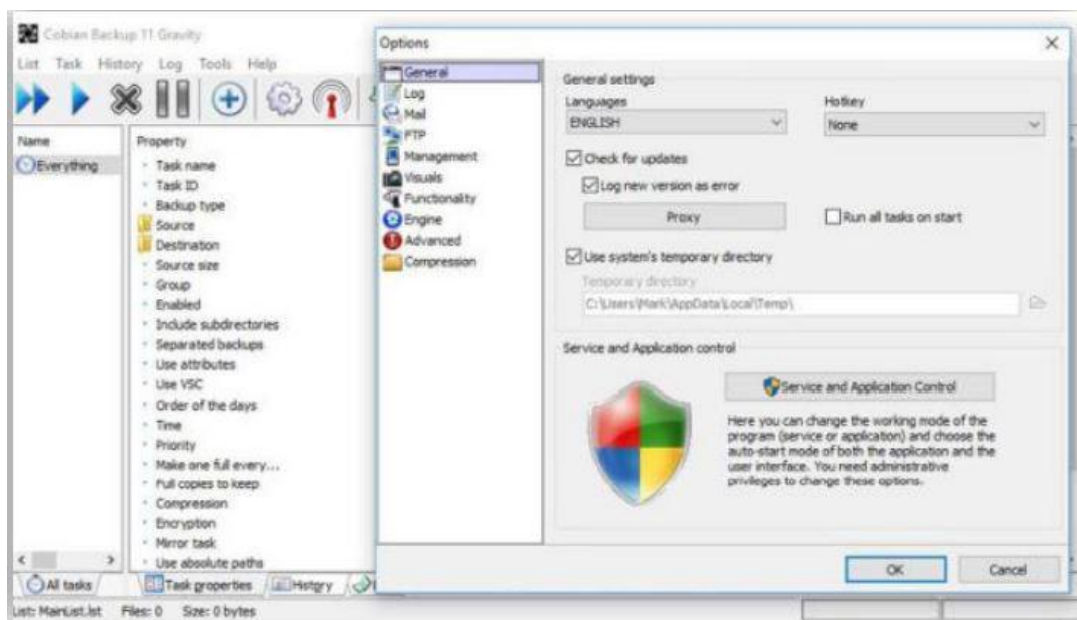 Cobian Backup 11 Gravity
List Task History Log Tools Help
Name
Everything
Property
Task name
Task ID
Backup type
Source
Destination
Source size
Group
Enabled
Include subdirectories
Separated backups
Use attributes
Use VSC
Order of the days
Time
Priority
Make one full every...
Full copies to keep
Compression
Encryption
Mirror task
Use absolute paths
All tasks
Task properties
History
List: MainList.lst Files: 0 Size: 0 bytes
Options
General
Log
Mail
FTP
Management
Visuals
Functionality
Engine
Advanced
Compression
General settings
Languages
ENGLISH
Hotkey
None
Check for updates
Log new version as error
Proxy
Run all tasks on start
Use system's temporary directory
Temporary directory
C:\Users\Mark\AppData\Local\Temp\
Service and Application control
Service and Application Control
Here you can change the working mode of the
program (service or application) and choose the
auto-start mode of both the application and the
user interface. You need administrative
privileges to change these options.
OK
Cancel